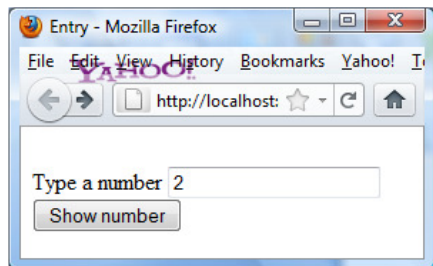 Entry - Mozilla Firefox
File Edit View History Bookmarks Yahoo!
YAHOO!
http://localhost:
Type a number 2
Show number